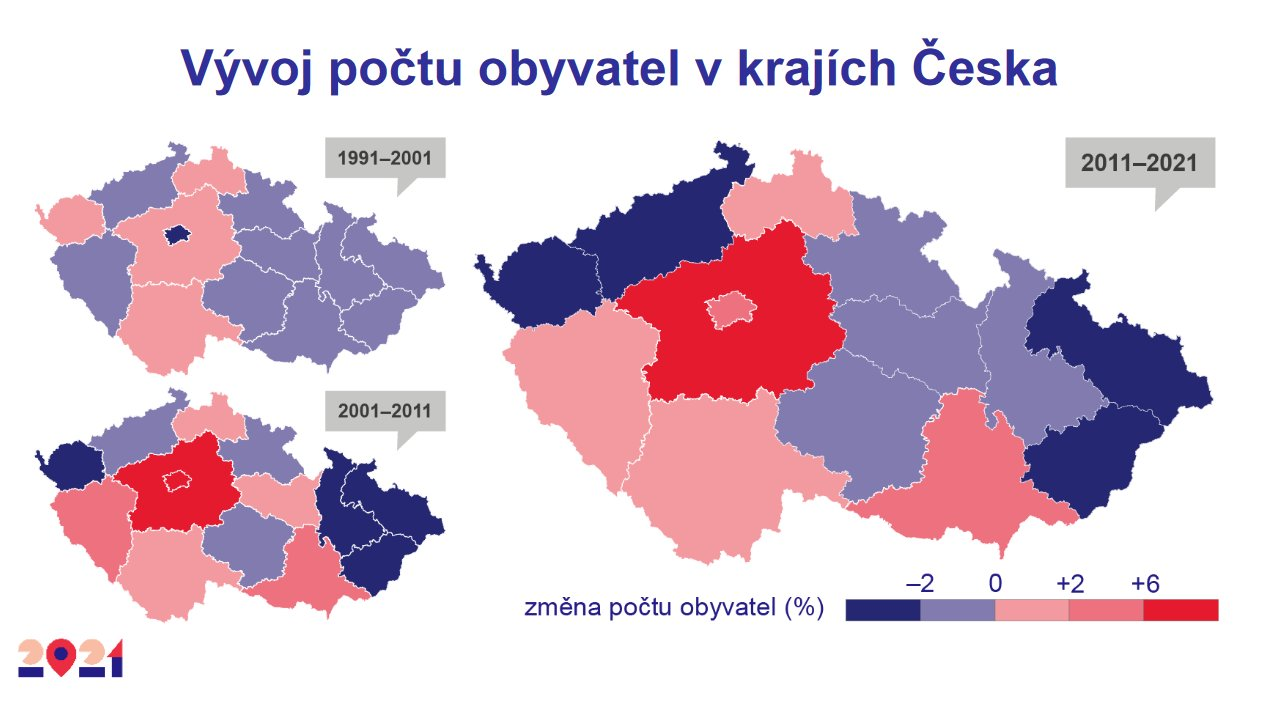 Vývoj počtu obyvatel v krajích Česka
1991–2001
2011–2021
2001–2011
–2 0 +2 +6
změna počtu obyvatel (%)
2021